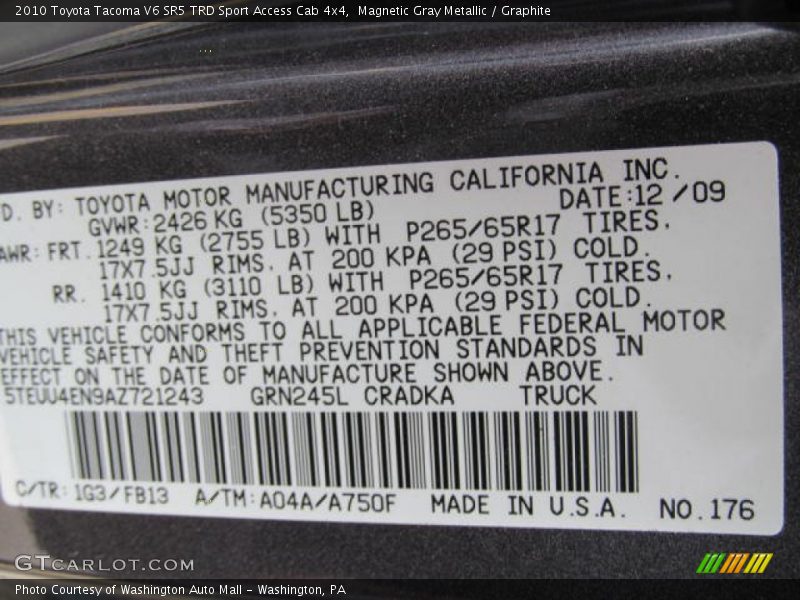 2010 Toyota Tacoma V6 SR5 TRD Sport Access Cab 4x4,  Magnetic Gray Metallic / Graphite
D. BY: TOYOTA MOTOR MANUFACTURING CALIFORNIA INC.
GVWR: 2426 KG (5350 LB) DATE: 12 / 09
AWR: FRT. 1249 KG (2755 LB) WITH P265/65R17 TIRES.
17X7.5JJ RIMS. AT 200 KPA (29 PSI) COLD.
RR. 1410 KG (3110 LB) WITH P265/65R17 TIRES.
17X7.5JJ RIMS. AT 200 KPA (29 PSI) COLD.
THIS VEHICLE CONFORMS TO ALL APPLICABLE FEDERAL MOTOR
VEHICLE SAFETY AND THEFT PREVENTION STANDARDS IN
EFFECT ON THE DATE OF MANUFACTURE SHOWN ABOVE.
5TEUU4EN9AZ721243 GRN245L CRADKA TRUCK
C/TR: 1G3/FB13 A/TM: A04A/A750F MADE IN U.S.A. NO. 176
GTCARLOT.COM
Photo Courtesy of Washington Auto Mall - Washington, PA